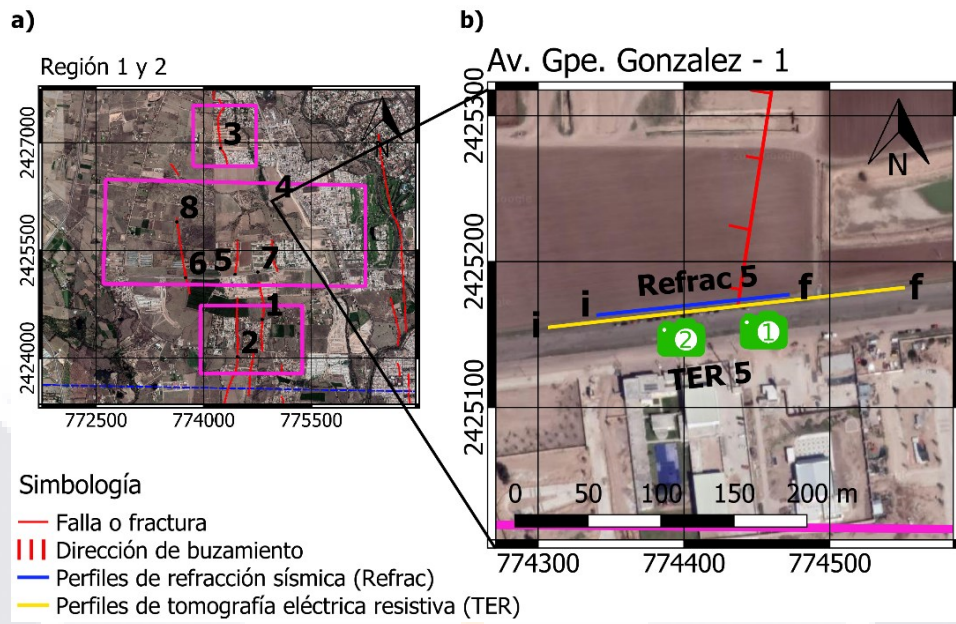 a)
Región 1 y 2
2427000
2425500
2424000
3
4
8
6
5
7
1
2
772500
774000
775500
Simbología
Falla o fractura
Dirección de buzamiento
Perfiles de refracción sísmica (Refrac)
Perfiles de tomografía eléctrica resistiva (TER)
b)
Av. Gpe. Gonzalez - 1
2425300
2425200
2425100
N
Refrac 5
i
f
i
f
2
1
TER 5
0 50 100 150 200 m
774300
774400
774500